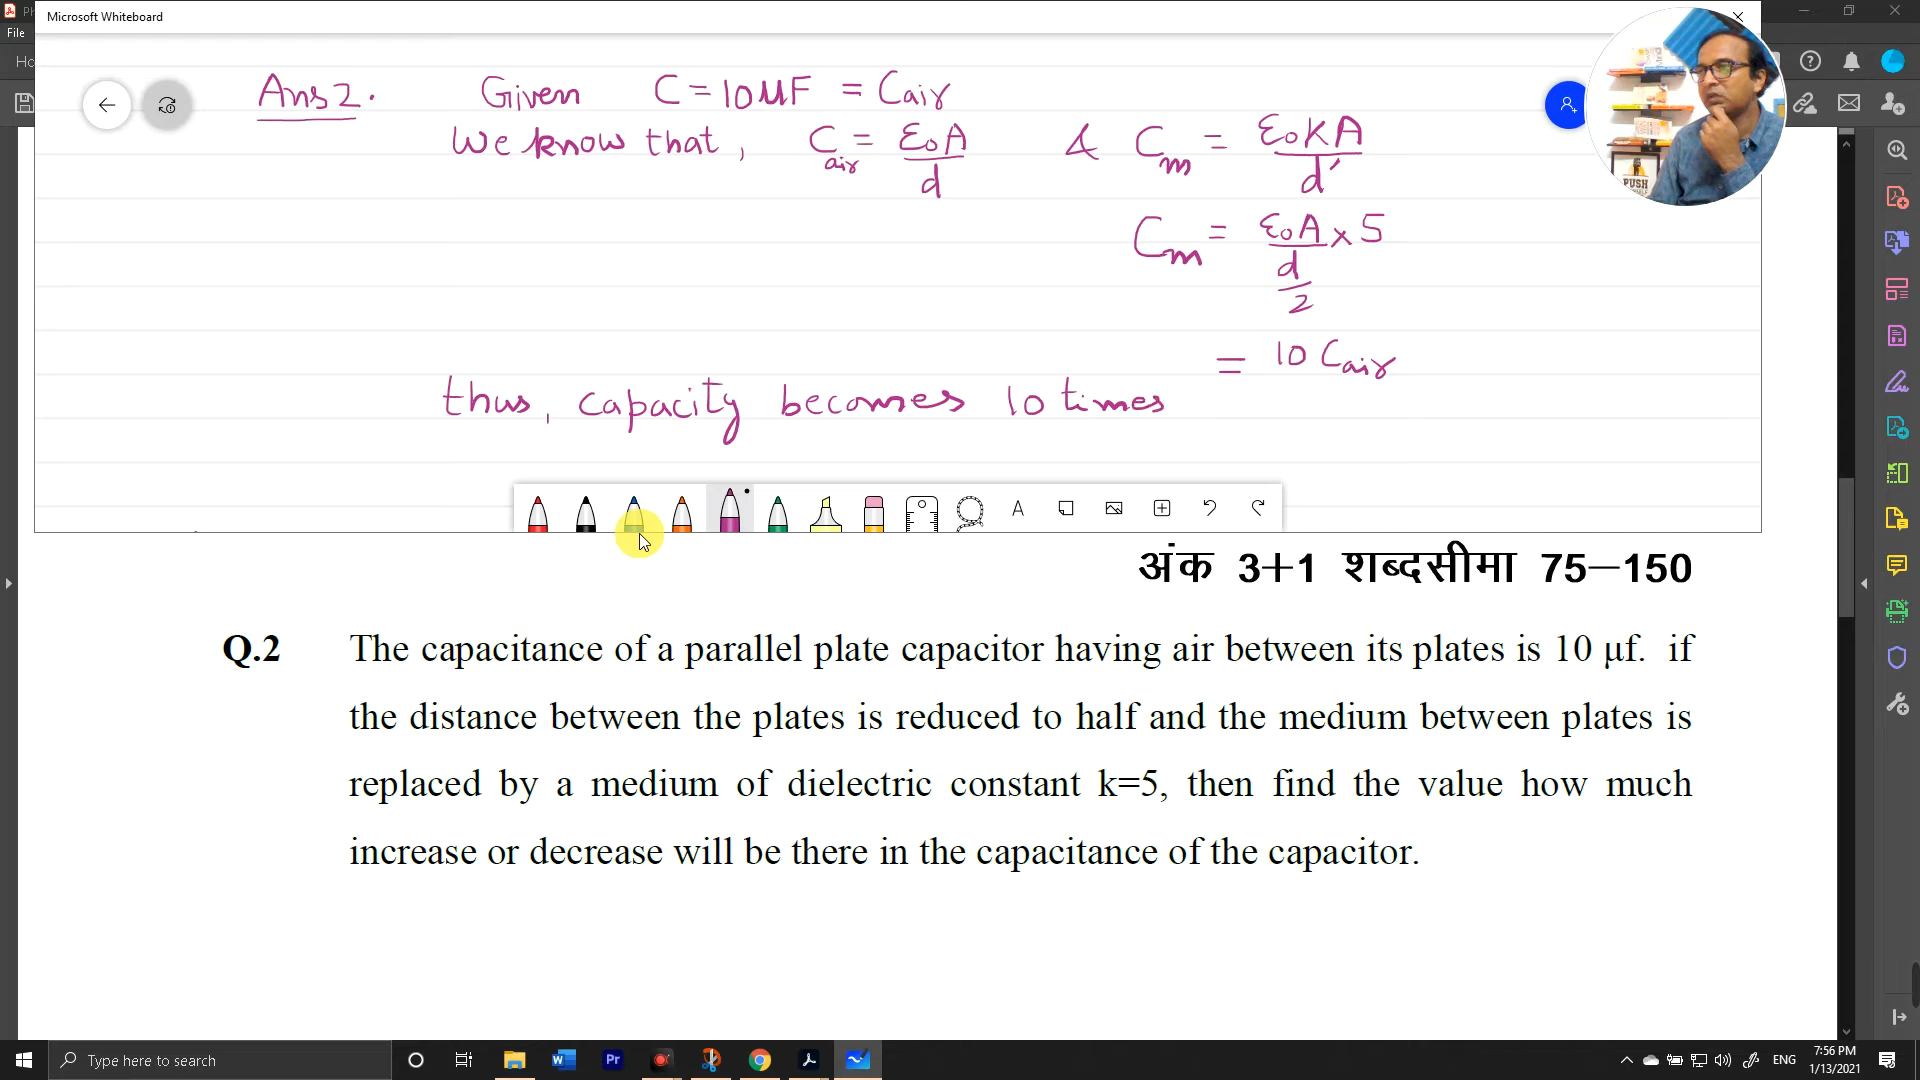 Microsoft Whiteboard
File
Ans 2. Given C = 10 μF = Cair
We know that, Cair = ε₀A/d & Cm = ε₀KA/d′
Cm = ε₀A/(d/2) × 5
= 10 Cair
thus, capacity becomes 10 times
PUSH
अंक 3+1 शब्दसीमा 75–150
Q.2 The capacitance of a parallel plate capacitor having air between its plates is 10 μf. if
the distance between the plates is reduced to half and the medium between plates is
replaced by a medium of dielectric constant k=5, then find the value how much
increase or decrease will be there in the capacitance of the capacitor.
Type here to search
ENG
7:56 PM
1/13/2021